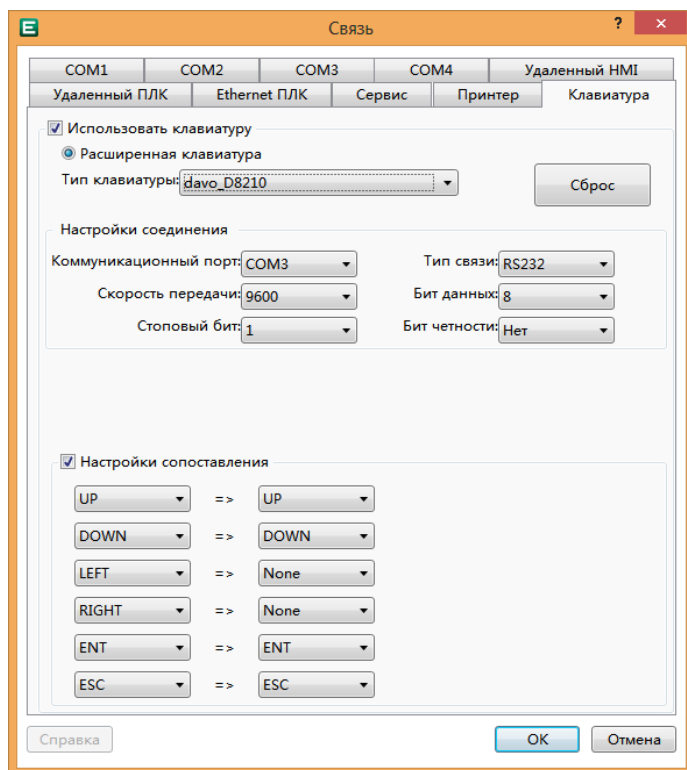 E Связь ? ×
COM1 COM2 COM3 COM4 Удаленный HMI
Удаленный ПЛК Ethernet ПЛК Сервис Принтер Клавиатура
Использовать клавиатуру
Расширенная клавиатура
Тип клавиатуры: davo_D8210 Сброс
Настройки соединения
Коммуникационный порт: COM3 Тип связи: RS232
Скорость передачи: 9600 Бит данных: 8
Стоповый бит: 1 Бит четности: Нет
Настройки сопоставления
UP => UP
DOWN => DOWN
LEFT => None
RIGHT => None
ENT => ENT
ESC => ESC
Справка OK Отмена